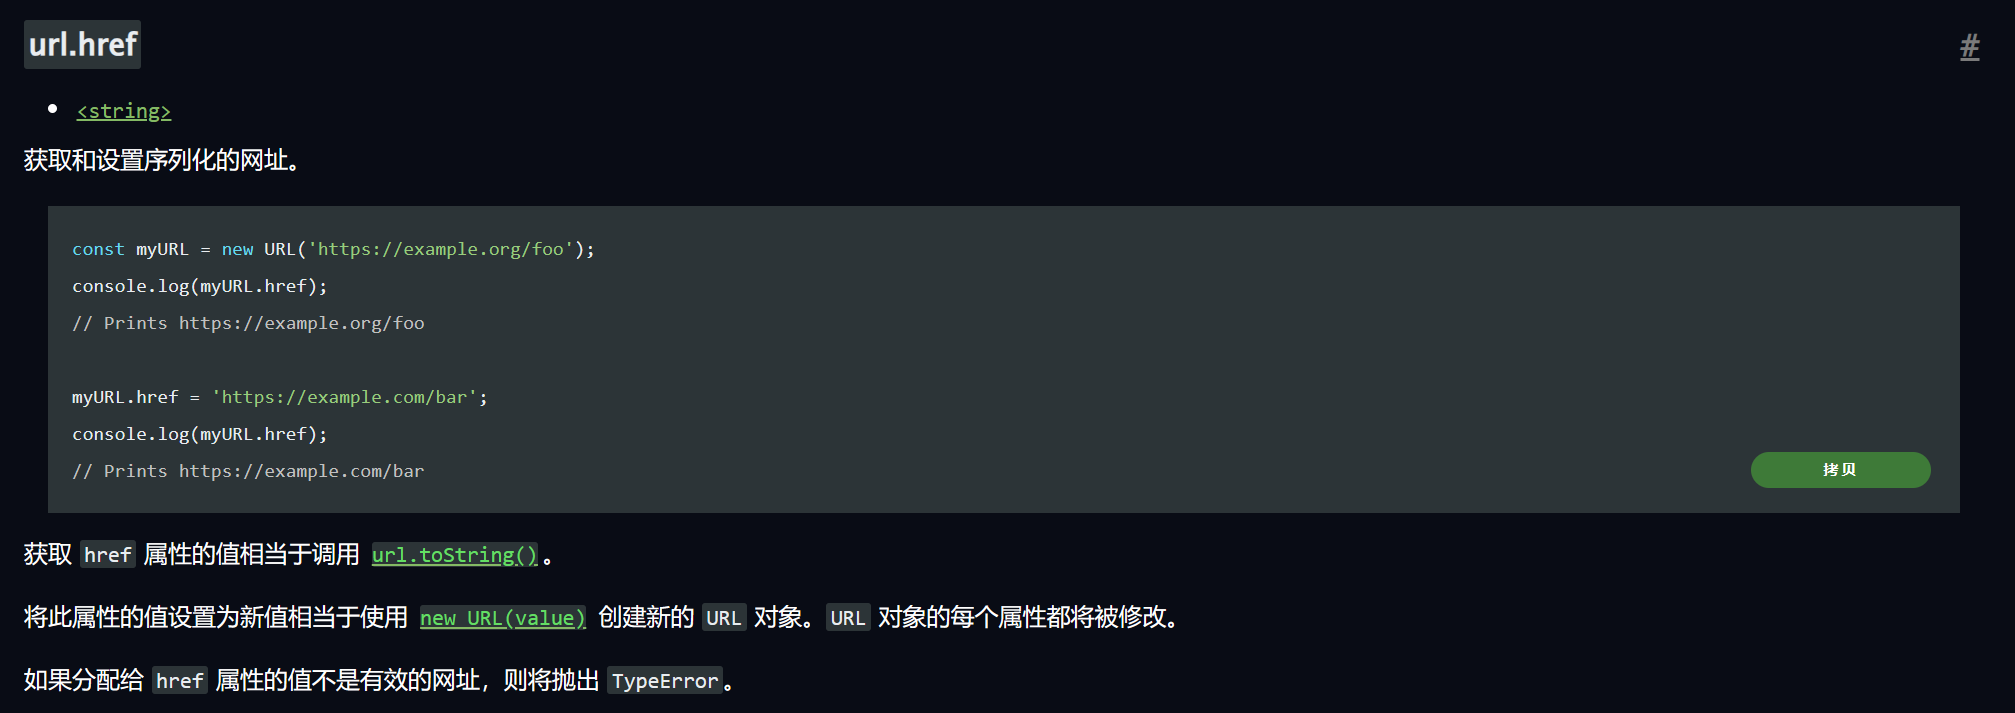 url.href
#
<string>
获取和设置序列化的网址。
const myURL = new URL('https://example.org/foo');
console.log(myURL.href);
// Prints https://example.org/foo
myURL.href = 'https://example.com/bar';
console.log(myURL.href);
// Prints https://example.com/bar
拷贝
获取 href 属性的值相当于调用 url.toString()。
将此属性的值设置为新值相当于使用 new URL(value) 创建新的 URL 对象。URL 对象的每个属性都将被修改。
如果分配给 href 属性的值不是有效的网址，则将抛出 TypeError。